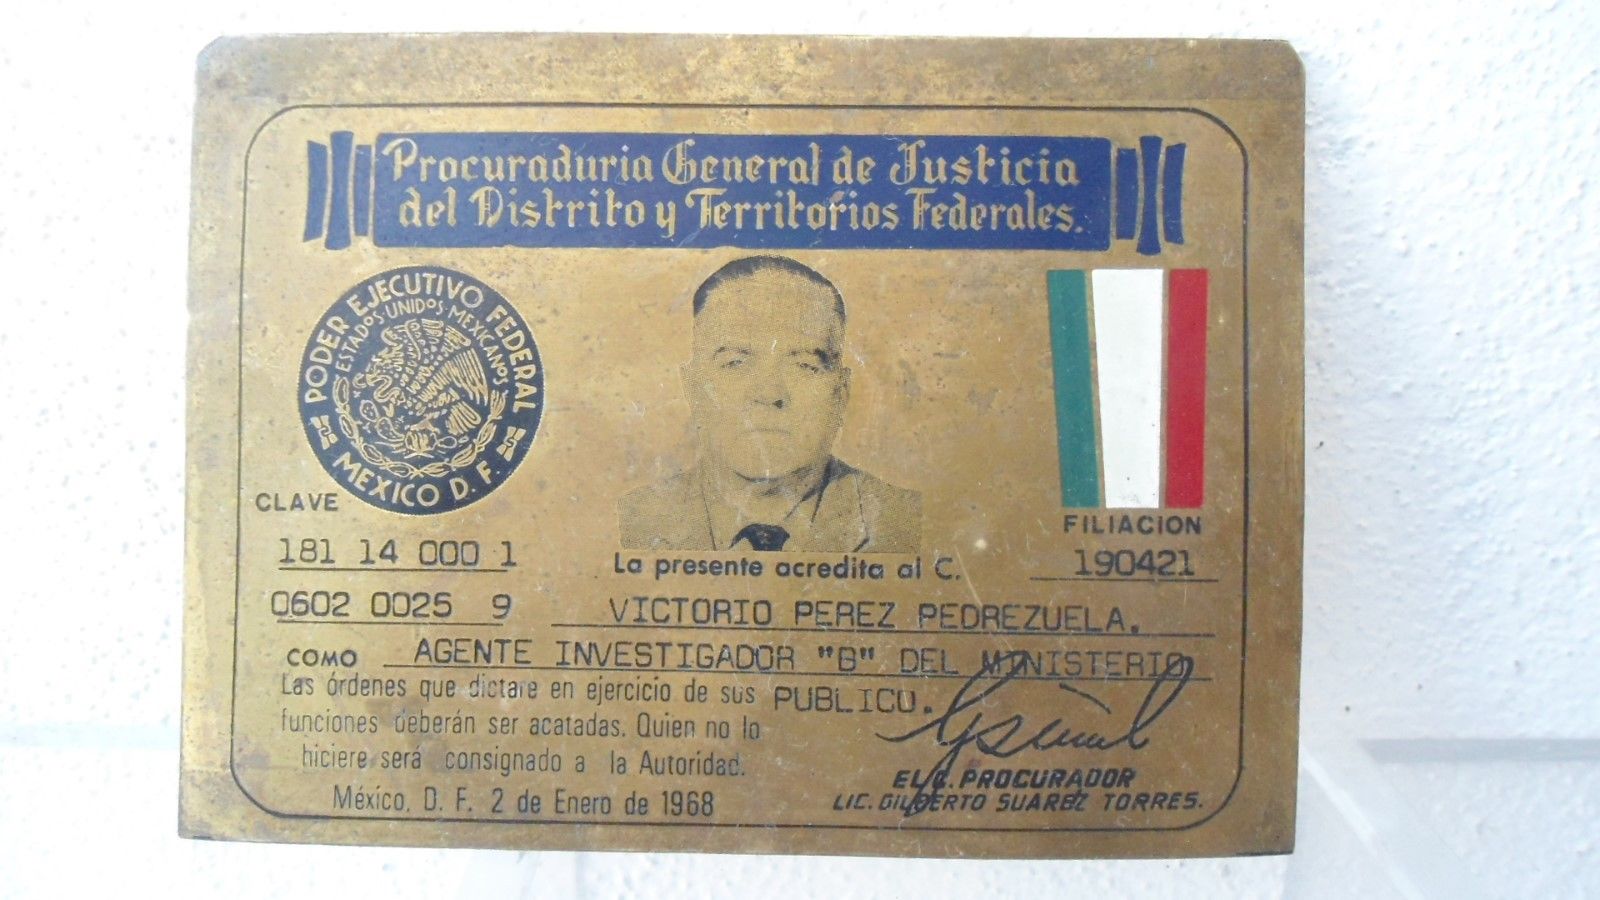 Procuraduria General de Justicia
del Distrito y Territorios Federales.
PODER EJECUTIVO FEDERAL
ESTADOS·UNIDOS·MEXICANOS
MEXICO D. F.
CLAVE
181 14 000 1
0602 0025 9
FILIACION
190421
La presente acredita al C.
VICTORIO PEREZ PEDREZUELA.
COMO AGENTE INVESTIGADOR "B" DEL MINISTERIO
PUBLICO.
Las órdenes que dictare en ejercicio de sus
funciones deberán ser acatadas. Quien no lo
hiciere será consignado a la Autoridad.
México, D. F. 2 de Enero de 1968
EL C. PROCURADOR
LIC. GILBERTO SUAREZ TORRES.